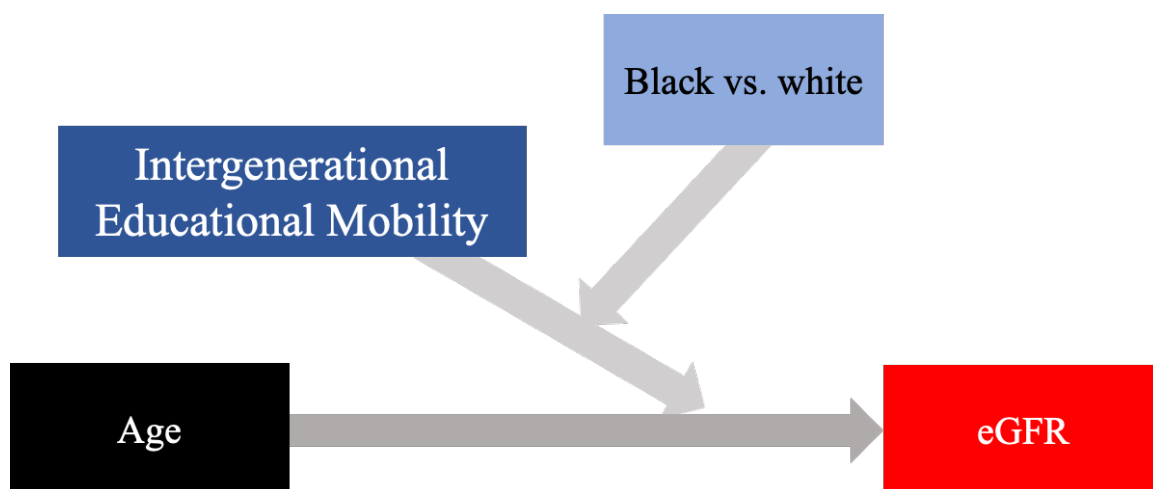 Black vs. white
Intergenerational
Educational Mobility
Age
eGFR